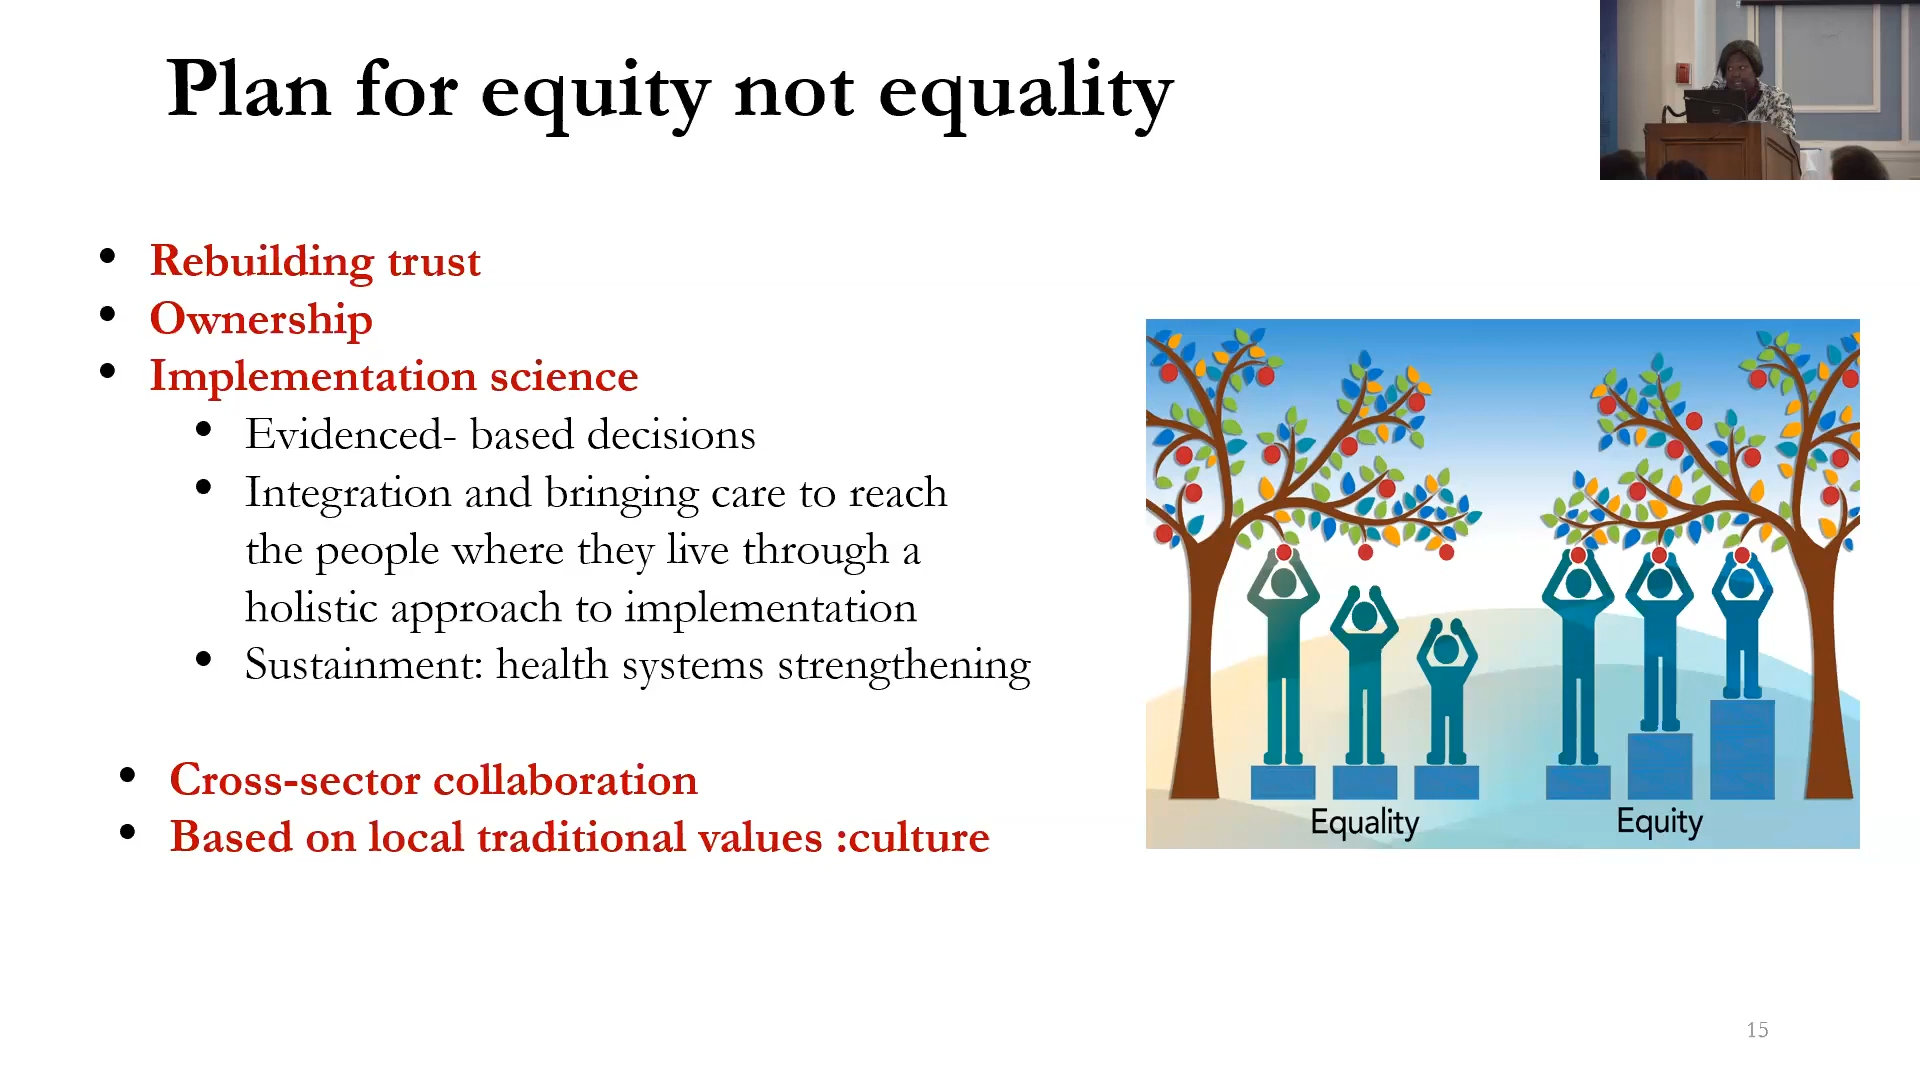 Plan for equity not equality
• Rebuilding trust
• Ownership
• Implementation science
• Evidenced- based decisions
• Integration and bringing care to reach
the people where they live through a
holistic approach to implementation
• Sustainment: health systems strengthening
• Cross-sector collaboration
• Based on local traditional values :culture
Equality
Equity
15